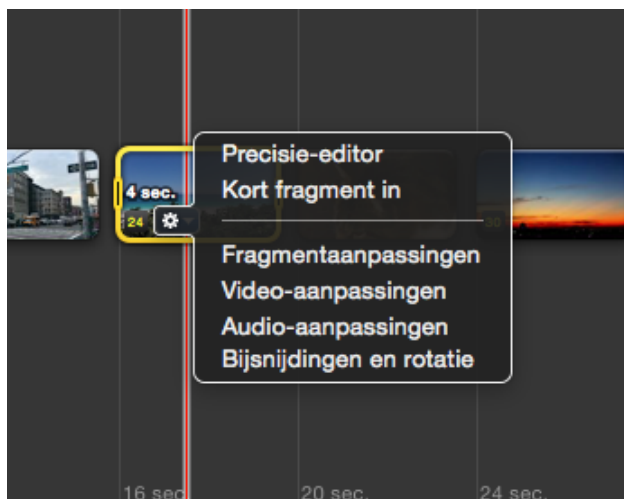 Precisie-editor
4 sec.
Kort fragment in
24
30
Fragmentaanpassingen
Video-aanpassingen
Audio-aanpassingen
Bijsnijdingen en rotatie
16 sec
20 sec.
24 sec.